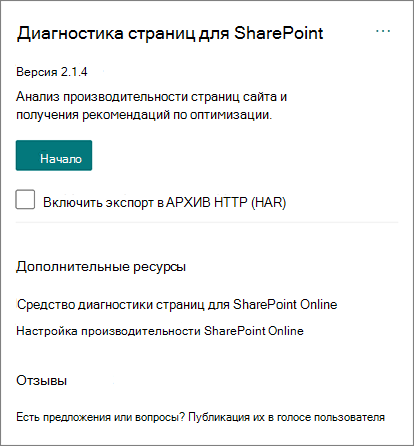 Диагностика страниц для SharePoint
...
Версия 2.1.4
Анализ производительности страниц сайта и
получения рекомендаций по оптимизации.
Начало
Включить экспорт в АРХИВ HTTP (HAR)
Дополнительные ресурсы
Средство диагностики страниц для SharePoint Online
Настройка производительности SharePoint Online
Отзывы
Есть предложения или вопросы? Публикация их в голосе пользователя